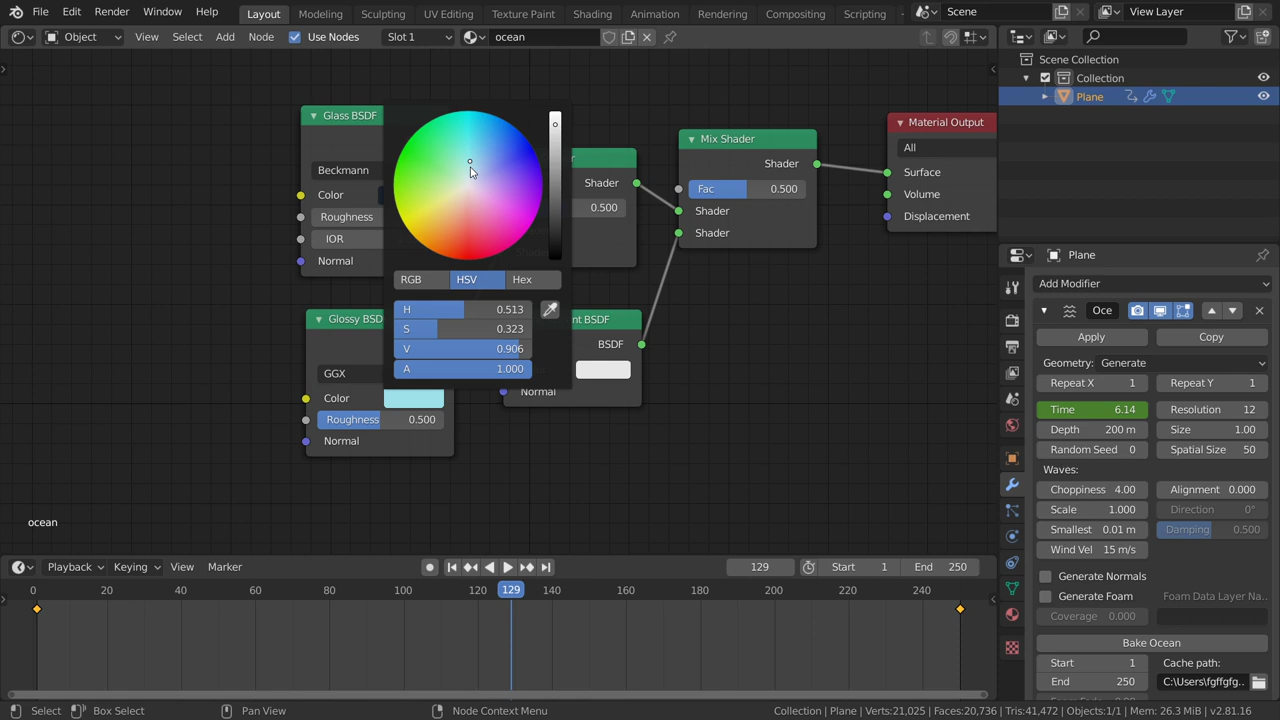 File Edit Render Window Help Layout Modeling Sculpting UV Editing Texture Paint Shading Animation Rendering Compositing Scripting Scene View Layer
Object View Select Add Node Use Nodes Slot 1 ocean
Scene Collection
Collection
Plane
Glass BSDF
Beckmann
Color
Roughness
IOR
Normal
Shader
0.500
Mix Shader
Shader
Fac 0.500
Shader
Shader
Material Output
All
Surface
Volume
Displacement
RGB HSV Hex
H 0.513
S 0.323
V 0.906
A 1.000
Glossy BSD
GGX
Color
Roughness 0.500
Normal
nt BSDF
BSDF
Normal
ocean
Plane
Add Modifier
Oce
Apply Copy
Geometry: Generate
Repeat X 1 Repeat Y 1
Time 6.14 Resolution 12
Depth 200 m Size 1.00
Random Seed 0 Spatial Size 50
Waves:
Choppiness 4.00 Alignment 0.000
Scale 1.000 Direction 0°
Smallest 0.01 m Damping 0.500
Wind Vel 15 m/s
Generate Normals
Generate Foam Foam Data Layer Na..
Coverage 0.000
Bake Ocean
Start 1 Cache path:
End 250 C:\Users\fgffgfg..
Playback Keying View Marker 129 Start 1 End 250
0 20 40 60 80 100 129 140 160 180 200 220 240
Select Box Select Pan View Node Context Menu Collection | Plane | Verts:21,025 | Faces:20,736 | Tris:41,472 | Objects:1/1 | Mem: 26.3 MiB | v2.81.16